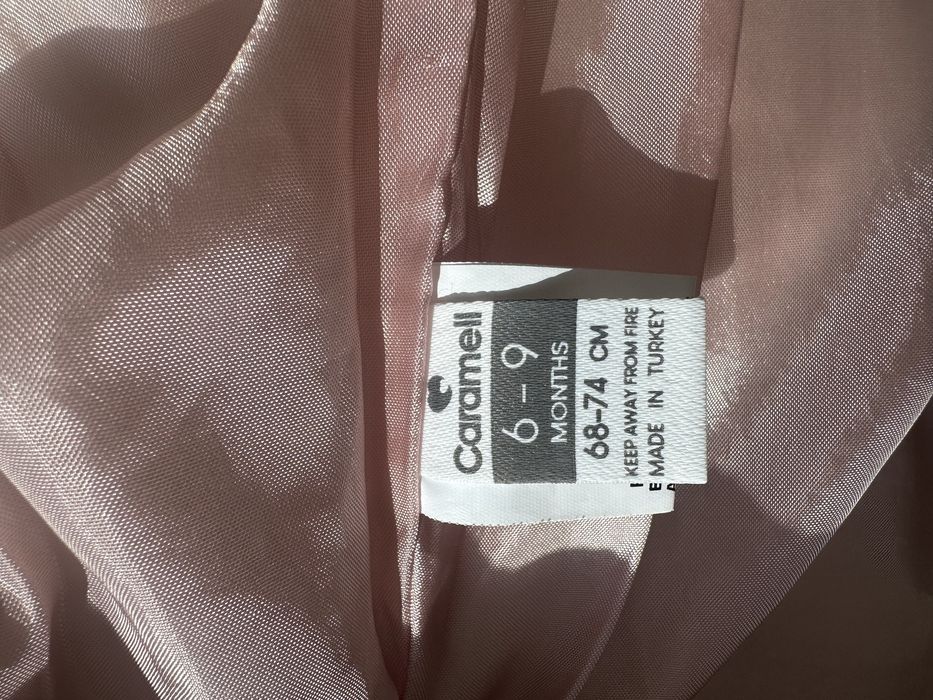 Caramell
6 - 9
MONTHS
68-74 CM
KEEP AWAY FROM FIRE
MADE IN TURKEY